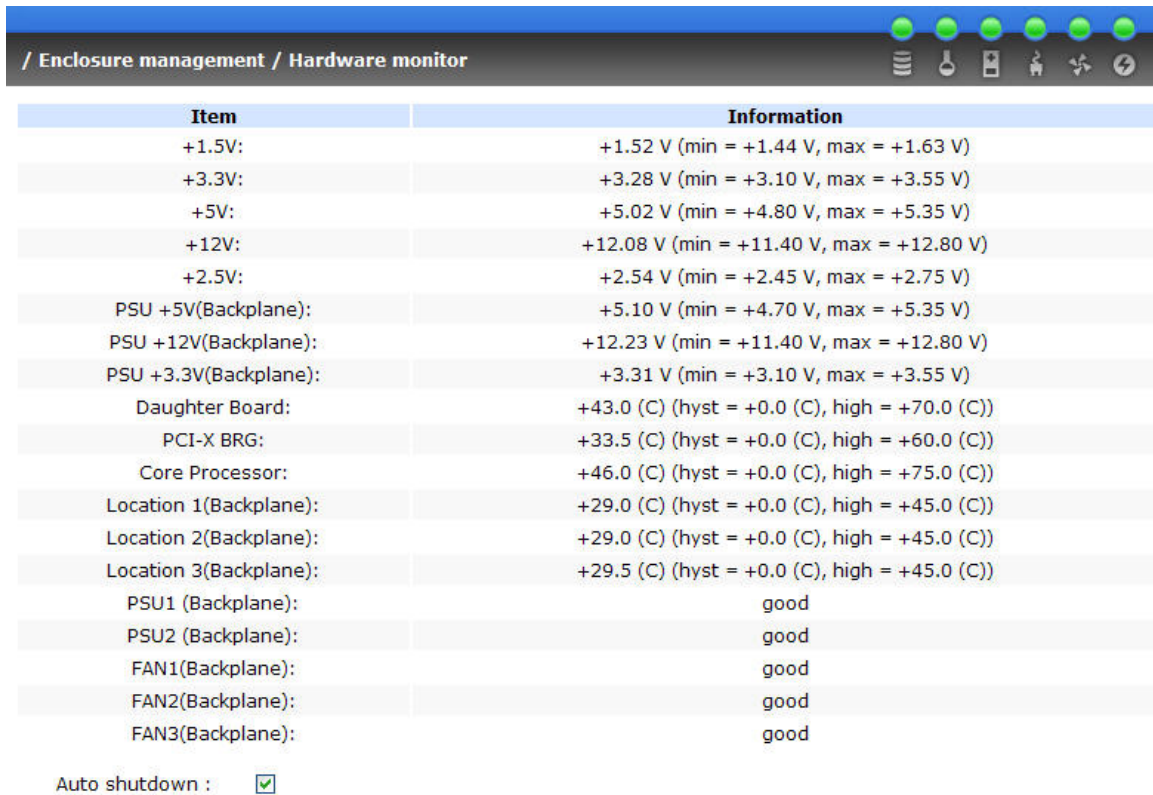 / Enclosure management / Hardware monitor
Item Information
+1.5V: +1.52 V (min = +1.44 V, max = +1.63 V)
+3.3V: +3.28 V (min = +3.10 V, max = +3.55 V)
+5V: +5.02 V (min = +4.80 V, max = +5.35 V)
+12V: +12.08 V (min = +11.40 V, max = +12.80 V)
+2.5V: +2.54 V (min = +2.45 V, max = +2.75 V)
PSU +5V(Backplane): +5.10 V (min = +4.70 V, max = +5.35 V)
PSU +12V(Backplane): +12.23 V (min = +11.40 V, max = +12.80 V)
PSU +3.3V(Backplane): +3.31 V (min = +3.10 V, max = +3.55 V)
Daughter Board: +43.0 (C) (hyst = +0.0 (C), high = +70.0 (C))
PCI-X BRG: +33.5 (C) (hyst = +0.0 (C), high = +60.0 (C))
Core Processor: +46.0 (C) (hyst = +0.0 (C), high = +75.0 (C))
Location 1(Backplane): +29.0 (C) (hyst = +0.0 (C), high = +45.0 (C))
Location 2(Backplane): +29.0 (C) (hyst = +0.0 (C), high = +45.0 (C))
Location 3(Backplane): +29.5 (C) (hyst = +0.0 (C), high = +45.0 (C))
PSU1 (Backplane): good
PSU2 (Backplane): good
FAN1(Backplane): good
FAN2(Backplane): good
FAN3(Backplane): good
Auto shutdown :